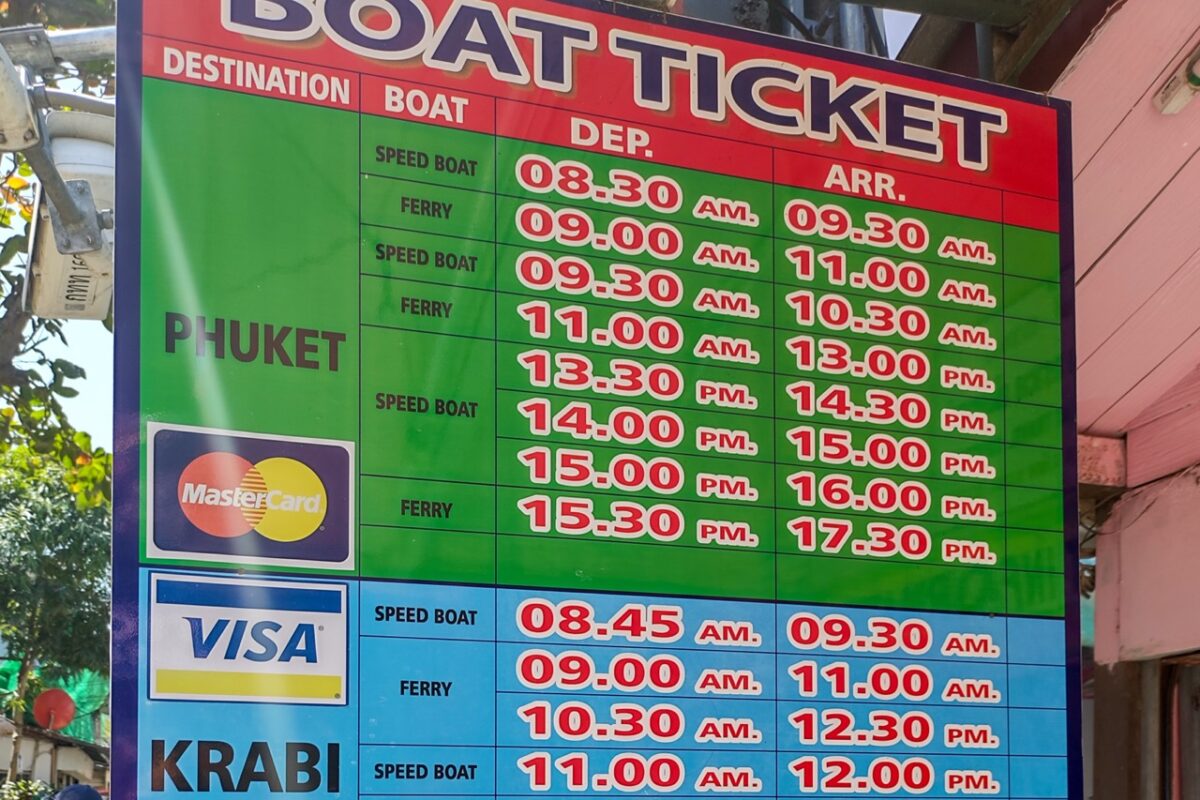 BOAT TICKET
DESTINATION BOAT DEP. ARR.
SPEED BOAT 08.30 AM. 09.30 AM.
FERRY 09.00 AM. 11.00 AM.
SPEED BOAT 09.30 AM. 10.30 AM.
FERRY 11.00 AM. 13.00 PM.
PHUKET
13.30 PM. 14.30 PM.
SPEED BOAT 14.00 PM. 15.00 PM.
15.00 PM. 16.00 PM.
FERRY 15.30 PM. 17.30 PM.
MasterCard
VISA
SPEED BOAT 08.45 AM. 09.30 AM.
FERRY 09.00 AM. 11.00 AM.
10.30 AM. 12.30 PM.
KRABI
SPEED BOAT 11.00 AM. 12.00 PM.